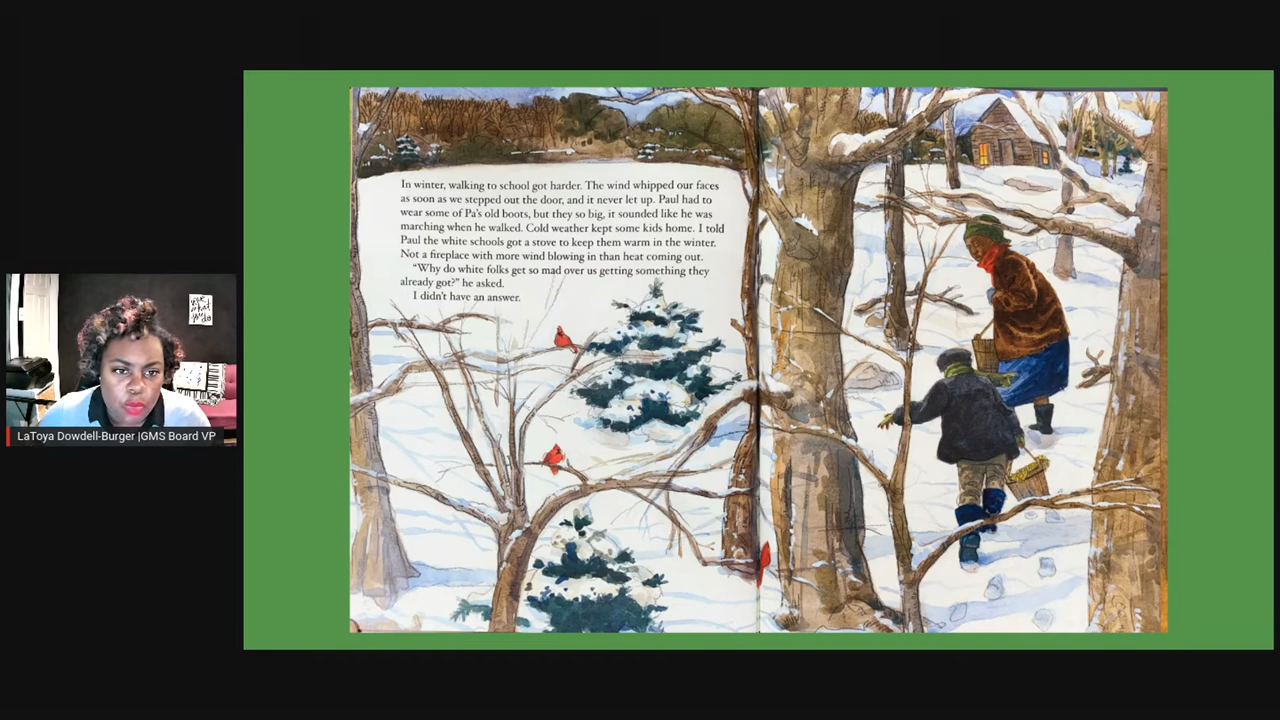 In winter, walking to school got harder. The wind whipped our faces
as soon as we stepped out the door, and it never let up. Paul had to
wear some of Pa's old boots, but they so big, it sounded like he was
marching when he walked. Cold weather kept some kids home. I told
Paul the white schools got a stove to keep them warm in the winter.
Not a fireplace with more wind blowing in than heat coming out.
"Why do white folks get so mad over us getting something they
already got?" he asked.
I didn't have an answer.
LaToya Dowdell-Burger |GMS Board VP